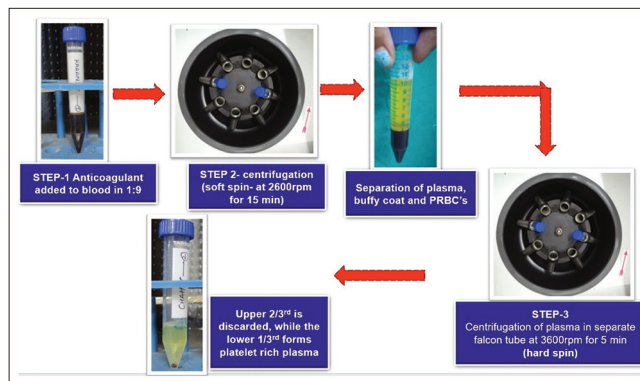 STEP-1 Anticoagulant
added to blood in 1:9
STEP 2- centrifugation
(soft spin- at 2600rpm
for 15 min)
Separation of plasma,
buffy coat and PRBC's
STEP-3
Centrifugation of plasma in separate
falcon tube at 3600rpm for 5 min
(hard spin)
Upper 2/3rd is
discarded, while the
lower 1/3rd forms
platelet rich plasma